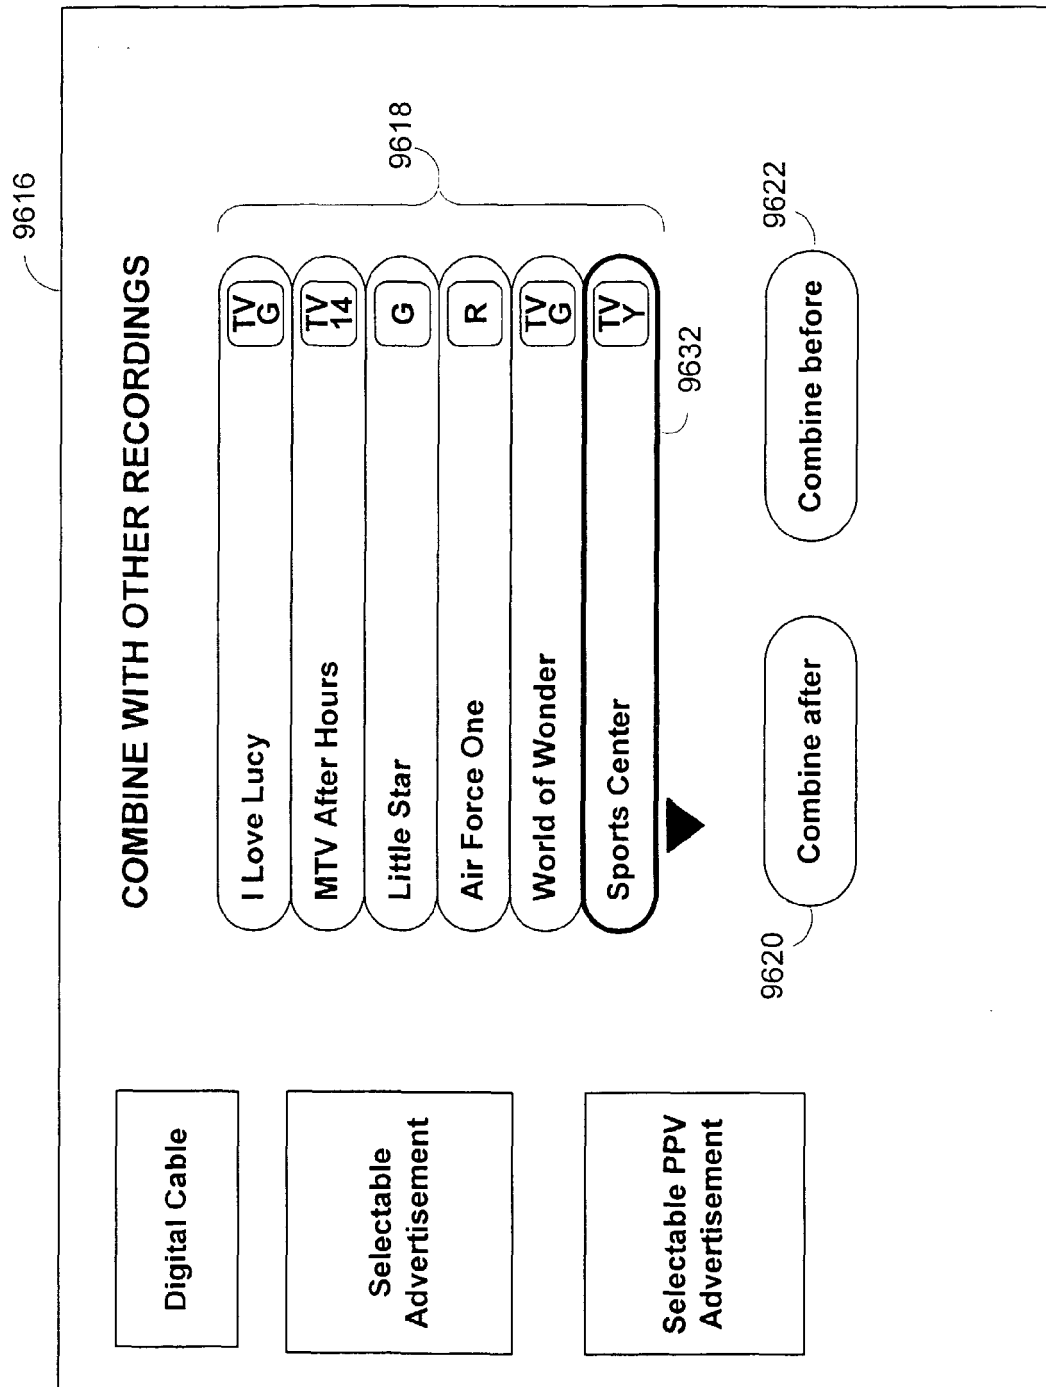 9616
COMBINE WITH OTHER RECORDINGS
Digital Cable
Selectable
Advertisement
Selectable PPV
Advertisement
I Love Lucy TV G
MTV After Hours TV 14
Little Star G
Air Force One R
World of Wonder TV G
Sports Center TV Y
9618
9632
9620
Combine after
Combine before
9622